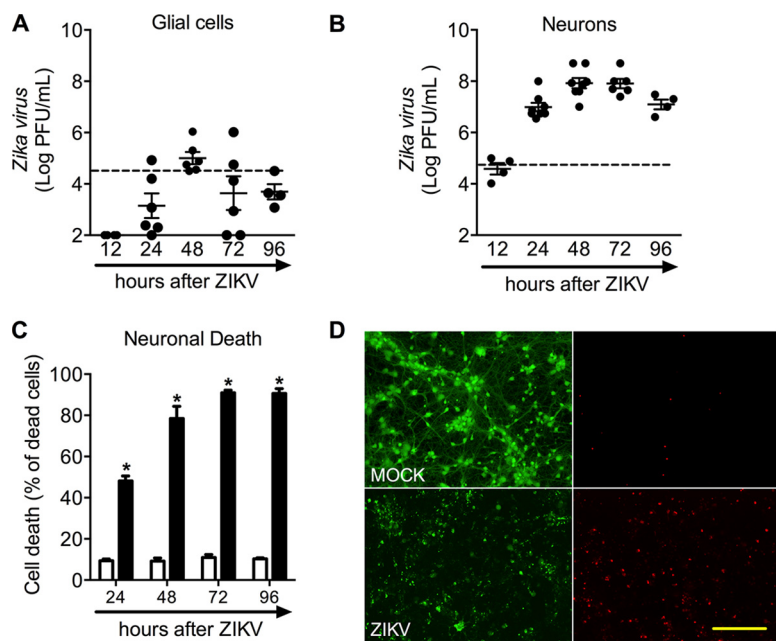 A
Glial cells
Zika virus
(Log PFU/mL)
10
8
6
4
2
12 24 48 72 96
hours after ZIKV
B
Neurons
Zika virus
(Log PFU/mL)
10
8
6
4
2
12 24 48 72 96
hours after ZIKV
C
Neuronal Death
Cell death (% of dead cells)
100
80
60
40
20
0
* * * *
24 48 72 96
hours after ZIKV
D
MOCK
ZIKV